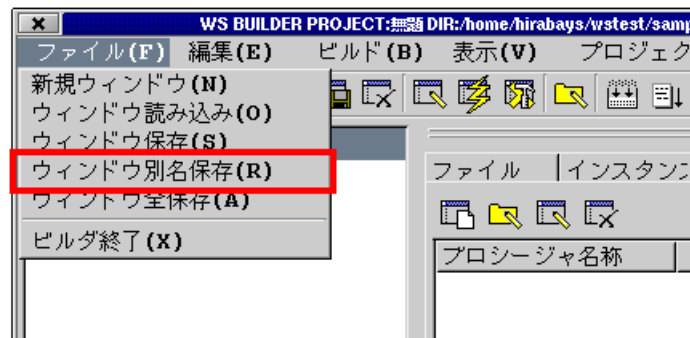 WS BUILDER PROJECT:無題 DIR:/home/hirabays/wstest/samp
ファイル(F) 編集(E) ビルド(B) 表示(V) プロジェク
新規ウィンドウ(N)
ウィンドウ読み込み(O)
ウィンドウ保存(S)
ウィンドウ別名保存(R)
ウィンドウ全保存(A)
ビルダ終了(X)
ファイル インスタンス
プロシージャ名称